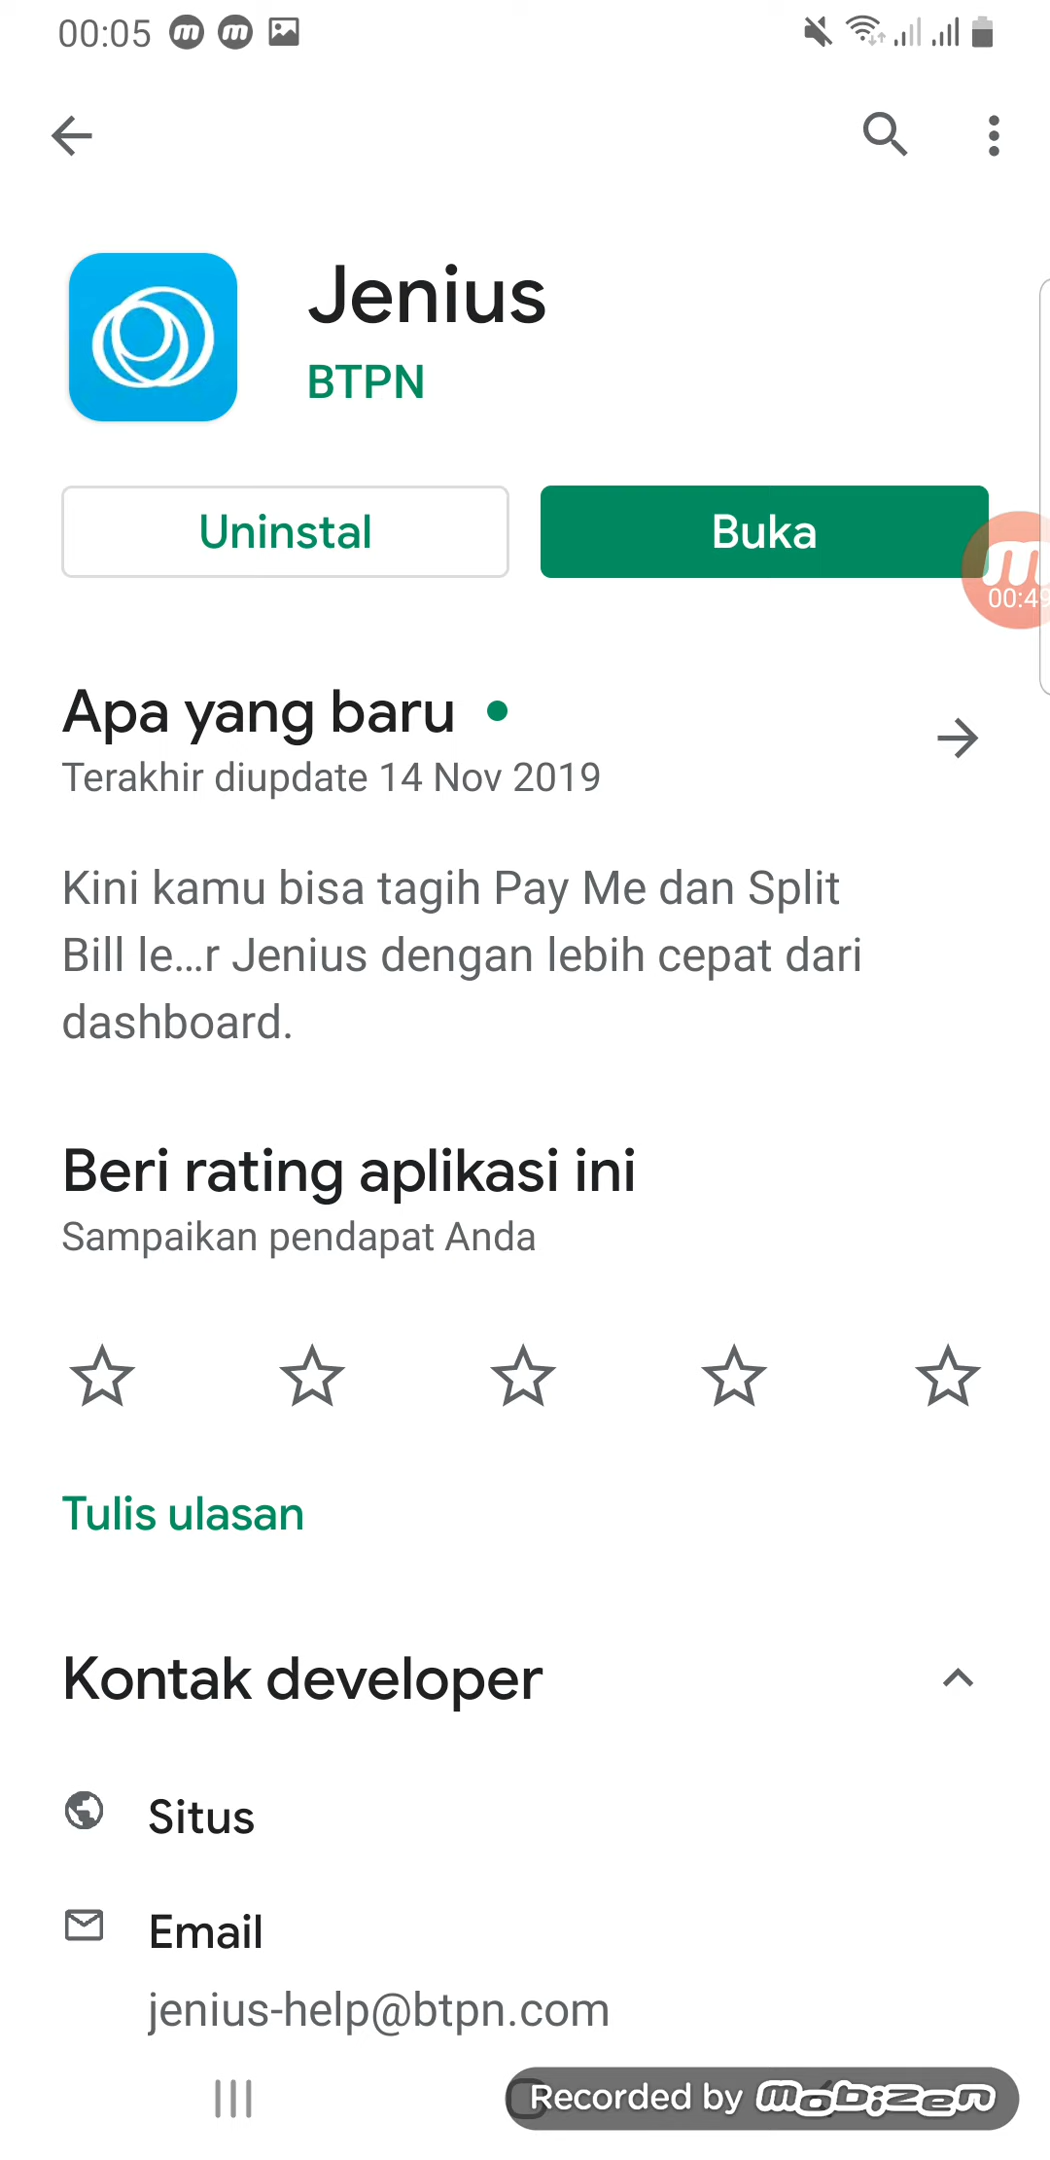 00:05
Jenius
BTPN
Uninstal
Buka
00:49
Apa yang baru
Terakhir diupdate 14 Nov 2019
Kini kamu bisa tagih Pay Me dan Split
Bill le...r Jenius dengan lebih cepat dari
dashboard.
Beri rating aplikasi ini
Sampaikan pendapat Anda
Tulis ulasan
Kontak developer
Situs
Email
jenius-help@btpn.com
Recorded by mobizen